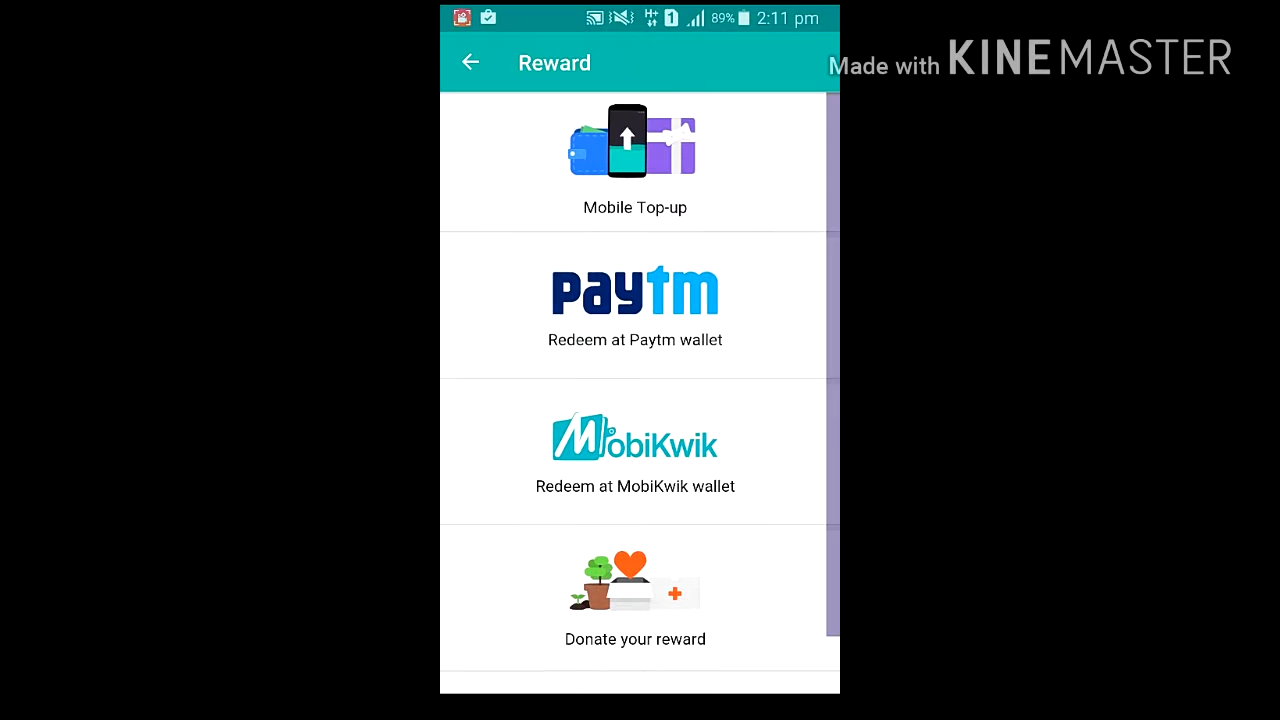 H+ 1 89% 2:11 pm
Reward
Made with KINEMASTER
Mobile Top-up
paytm
Redeem at Paytm wallet
MobiKwik
Redeem at MobiKwik wallet
Donate your reward